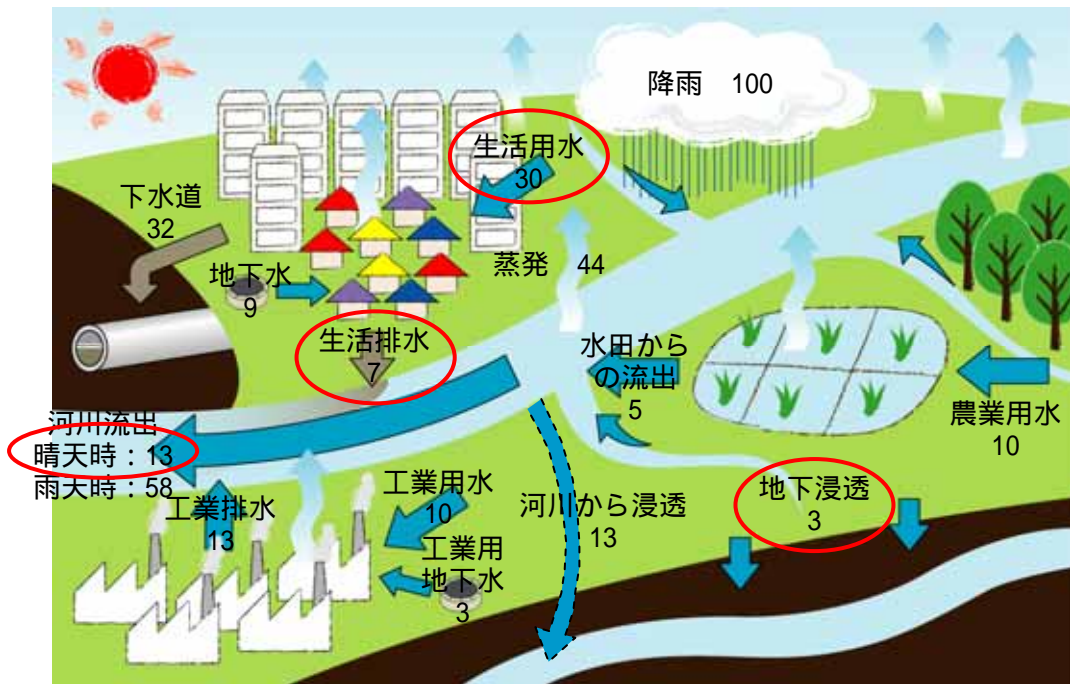 降雨　100
生活用水
30
下水道
32
地下水
9
蒸発　44
生活排水
7
水田から
の流出
5
農業用水
10
河川流出
晴天時：13
雨天時：58
工業排水
13
工業用水
10
工業用
地下水
3
河川から浸透
13
地下浸透
3